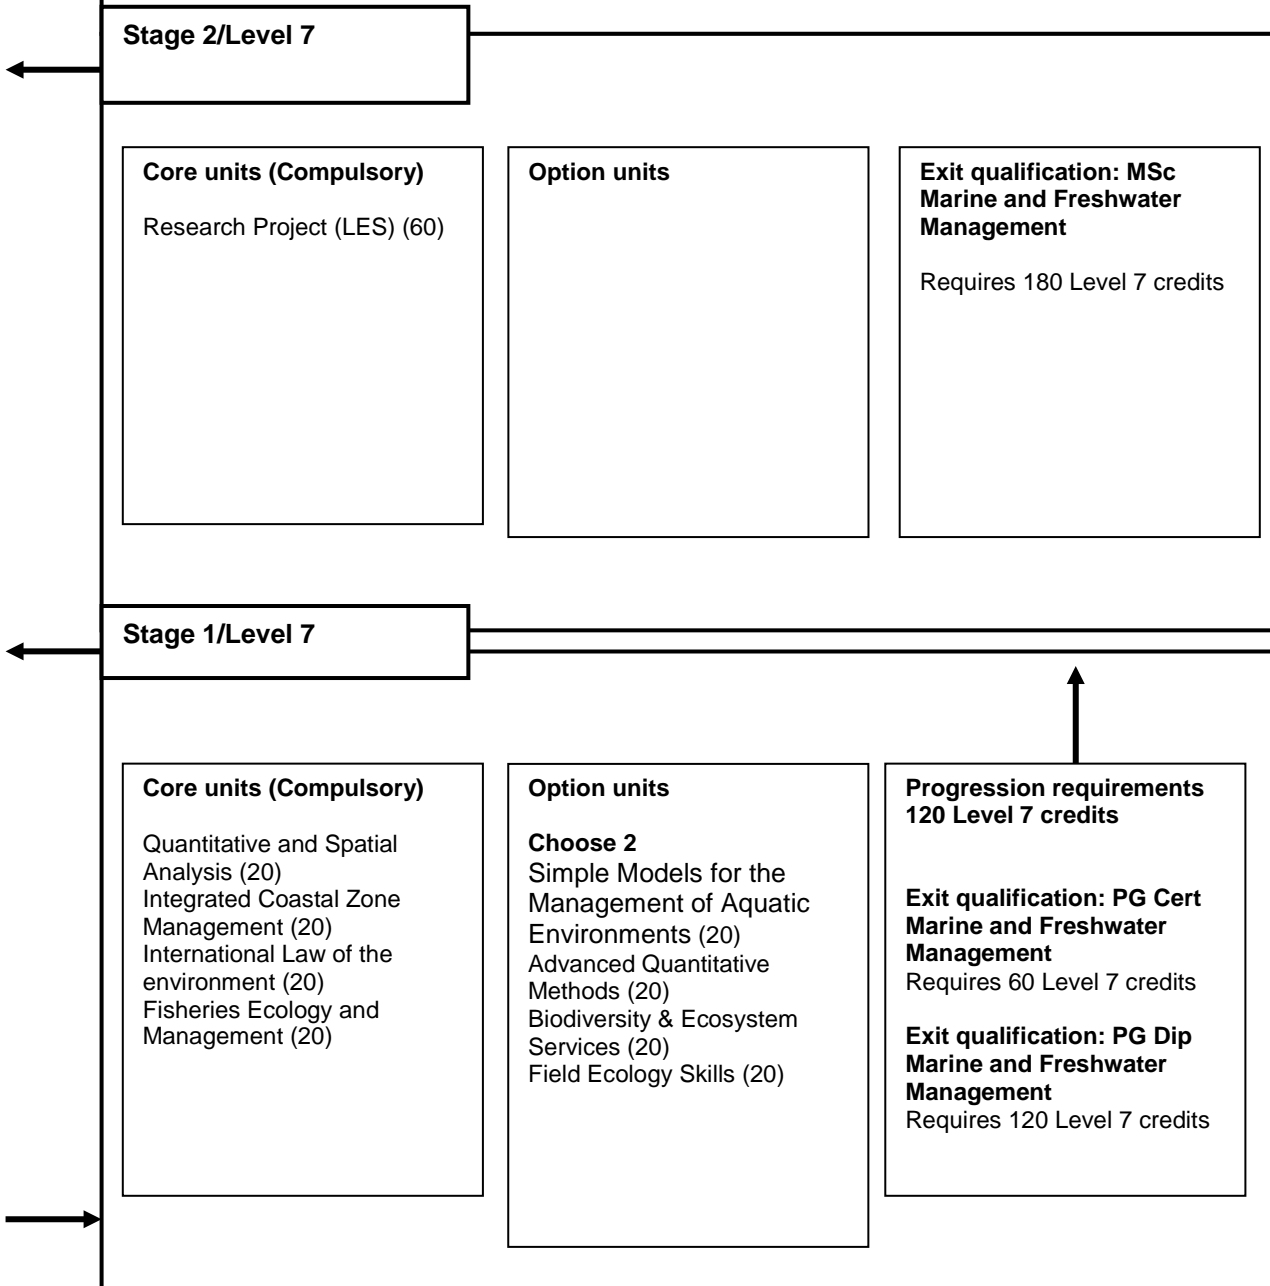 Stage 2/Level 7
Core units (Compulsory)
Research Project (LES) (60)
Option units
Exit qualification: MSc
Marine and Freshwater
Management
Requires 180 Level 7 credits
Stage 1/Level 7
Core units (Compulsory)
Quantitative and Spatial
Analysis (20)
Integrated Coastal Zone
Management (20)
International Law of the
environment (20)
Fisheries Ecology and
Management (20)
Option units
Choose 2
Simple Models for the
Management of Aquatic
Environments (20)
Advanced Quantitative
Methods (20)
Biodiversity & Ecosystem
Services (20)
Field Ecology Skills (20)
Progression requirements
120 Level 7 credits
Exit qualification: PG Cert
Marine and Freshwater
Management
Requires 60 Level 7 credits
Exit qualification: PG Dip
Marine and Freshwater
Management
Requires 120 Level 7 credits